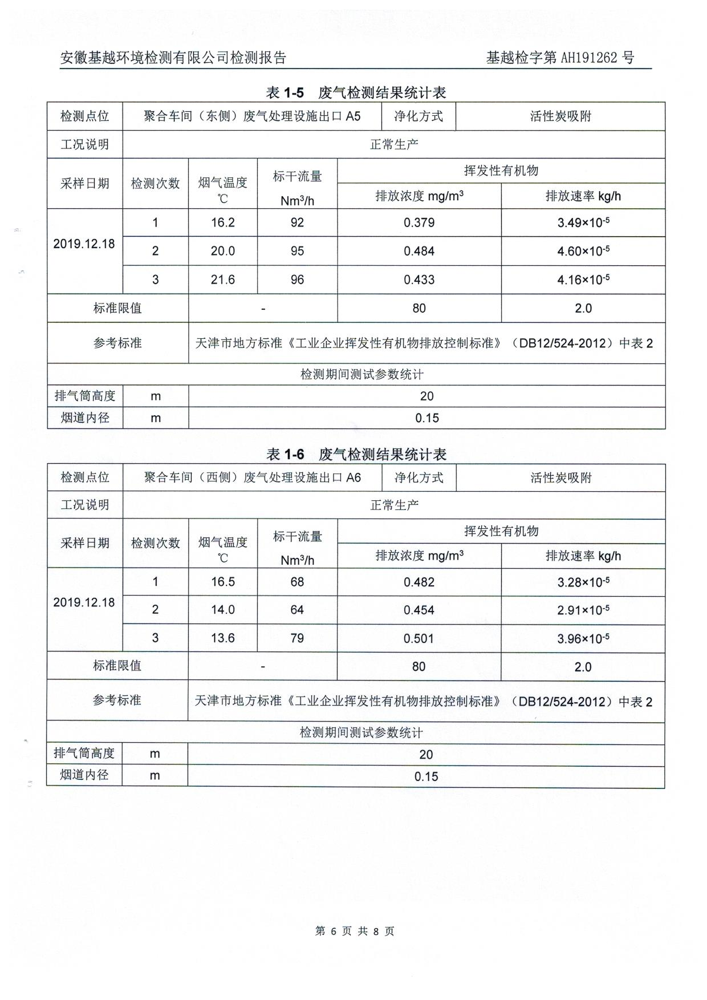 安徽基越环境检测有限公司检测报告 基越检字第 AH191262 号
表 1-5 废气检测结果统计表
检测点位 聚合车间（东侧）废气处理设施出口 A5 净化方式 活性炭吸附
工况说明 正常生产
采样日期 检测次数 烟气温度 ℃ 标干流量 Nm³/h 挥发性有机物
排放浓度 mg/m³ 排放速率 kg/h
2019.12.18 1 16.2 92 0.379 3.49×10⁻⁵
2 20.0 95 0.484 4.60×10⁻⁵
3 21.6 96 0.433 4.16×10⁻⁵
标准限值 - 80 2.0
参考标准 天津市地方标准《工业企业挥发性有机物排放控制标准》（DB12/524-2012）中表 2
检测期间测试参数统计
排气筒高度 m 20
烟道内径 m 0.15
表 1-6 废气检测结果统计表
检测点位 聚合车间（西侧）废气处理设施出口 A6 净化方式 活性炭吸附
工况说明 正常生产
采样日期 检测次数 烟气温度 ℃ 标干流量 Nm³/h 挥发性有机物
排放浓度 mg/m³ 排放速率 kg/h
2019.12.18 1 16.5 68 0.482 3.28×10⁻⁵
2 14.0 64 0.454 2.91×10⁻⁵
3 13.6 79 0.501 3.96×10⁻⁵
标准限值 - 80 2.0
参考标准 天津市地方标准《工业企业挥发性有机物排放控制标准》（DB12/524-2012）中表 2
检测期间测试参数统计
排气筒高度 m 20
烟道内径 m 0.15
第 6 页 共 8 页